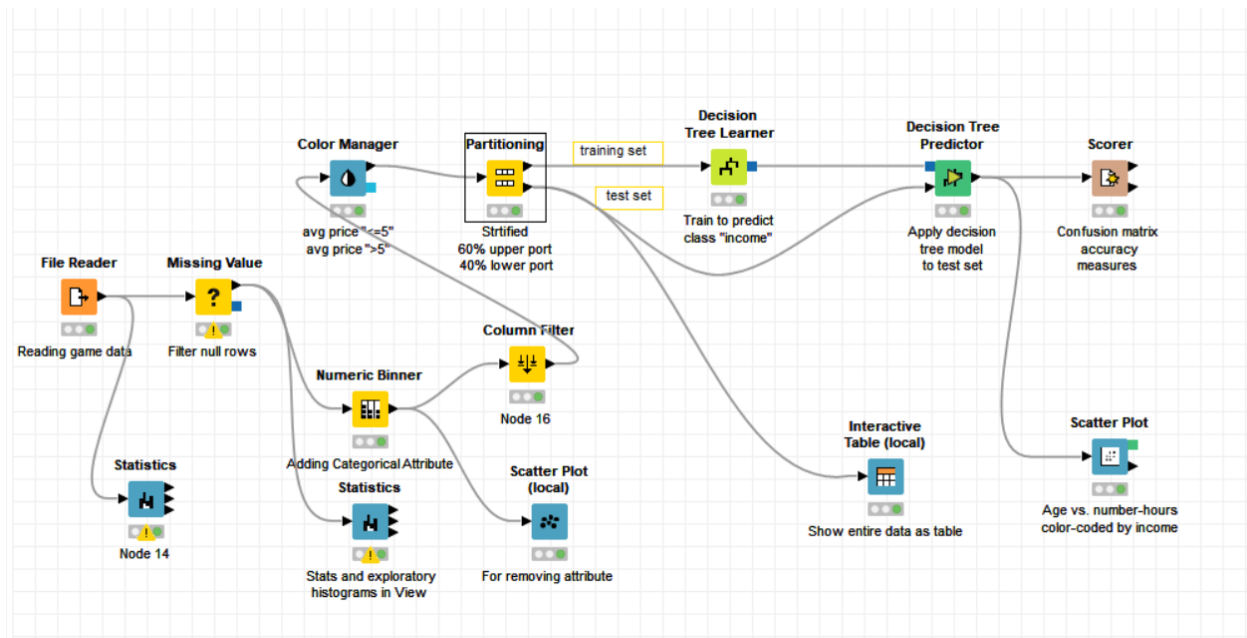 Decision
Tree Learner
Decision Tree
Predictor
Color Manager
Partitioning
Scorer
training set
test set
Train to predict
class "income"
avg price "<=5"
avg price ">5"
Strtified
60% upper port
40% lower port
Apply decision
tree model
to test set
Confusion matrix
accuracy
measures
File Reader
Missing Value
?
Reading game data
!
Filter null rows
Column Filter
Node 16
Numeric Binner
Adding Categorical Attribute
Interactive
Table (local)
Show entire data as table
Scatter Plot
Age vs. number-hours
color-coded by income
Statistics
!
Node 14
Statistics
!
Stats and exploratory
histograms in View
Scatter Plot
(local)
For removing attribute